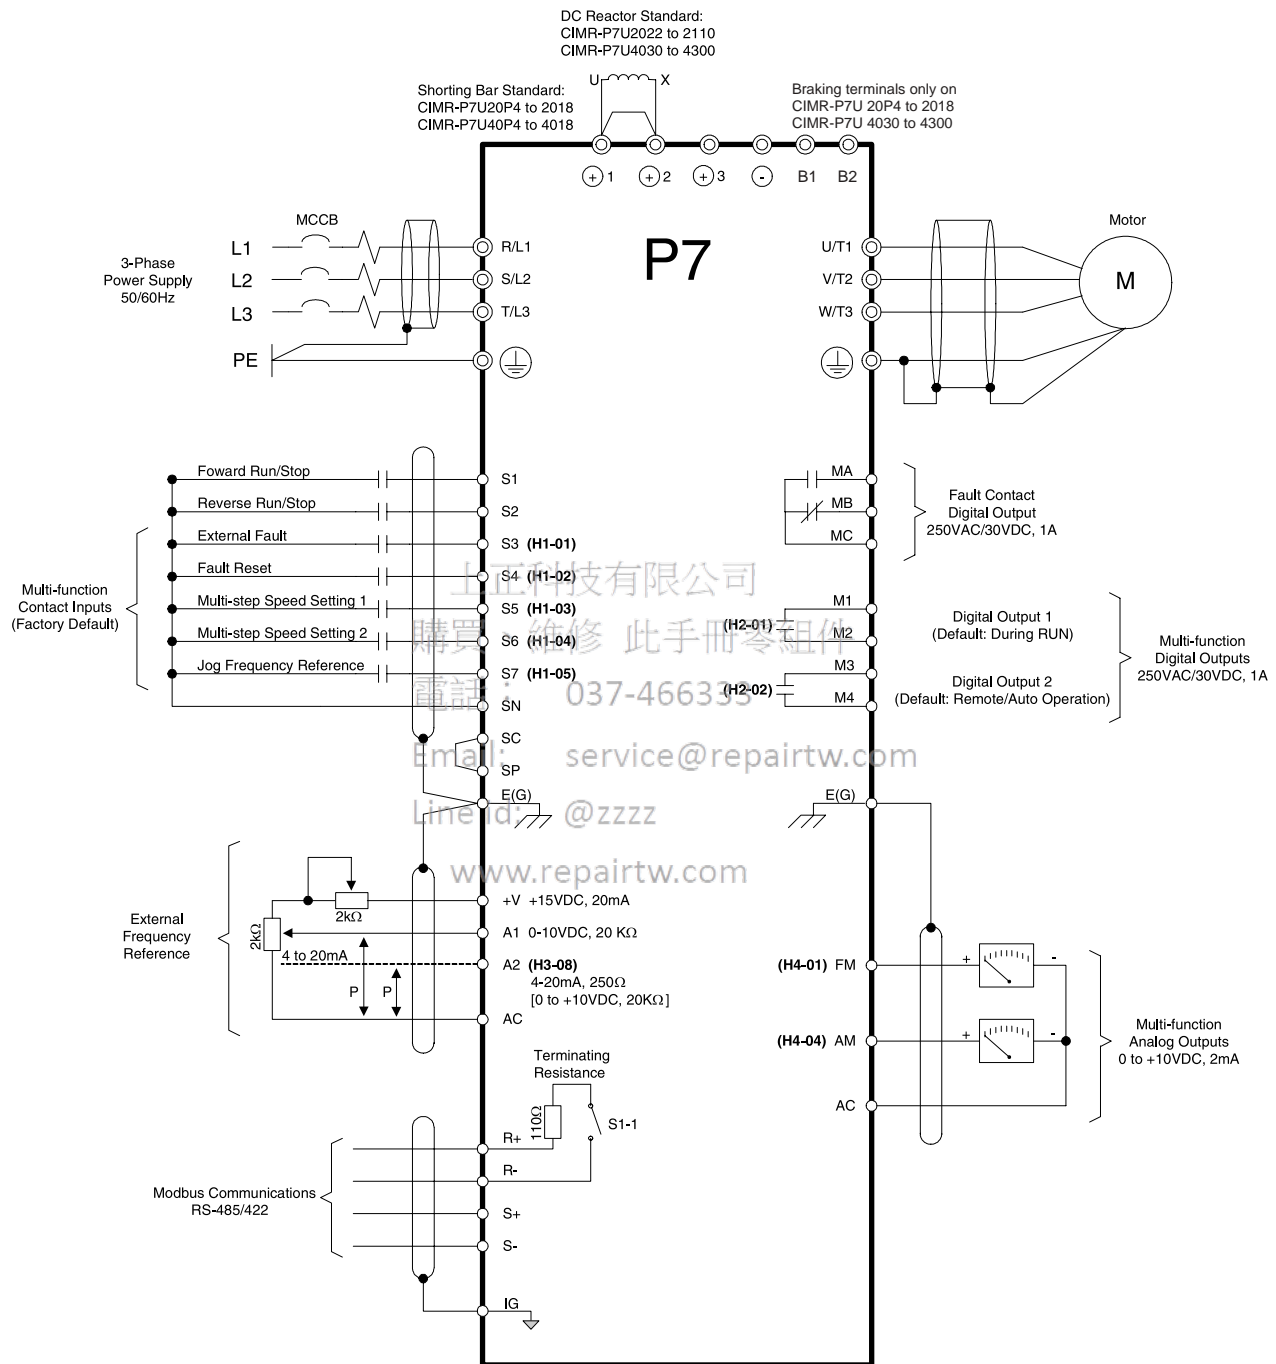 DC Reactor Standard:
CIMR-P7U2022 to 2110
CIMR-P7U4030 to 4300
U
X
Shorting Bar Standard:
CIMR-P7U20P4 to 2018
CIMR-P7U40P4 to 4018
Braking terminals only on
CIMR-P7U 20P4 to 2018
CIMR-P7U 4030 to 4300
+ 1
+ 2
+ 3
-
B1
B2
P7
MCCB
3-Phase
Power Supply
50/60Hz
L1
L2
L3
PE
R/L1
S/L2
T/L3
U/T1
V/T2
W/T3
Motor
M
Multi-function
Contact Inputs
(Factory Default)
Foward Run/Stop
S1
Reverse Run/Stop
S2
External Fault
S3 (H1-01)
Fault Reset
S4 (H1-02)
Multi-step Speed Setting 1
S5 (H1-03)
Multi-step Speed Setting 2
S6 (H1-04)
Jog Frequency Reference
S7 (H1-05)
SN
SC
SP
E(G)
MA
MB
MC
Fault Contact
Digital Output
250VAC/30VDC, 1A
M1
(H2-01)
M2
M3
(H2-02)
M4
Digital Output 1
(Default: During RUN)
Digital Output 2
(Default: Remote/Auto Operation)
Multi-function
Digital Outputs
250VAC/30VDC, 1A
上正科技有限公司
購買 維修 此手冊零組件
電話: 037-466333
Email: service@repairtw.com
Line id: @zzzz
www.repairtw.com
E(G)
External
Frequency
Reference
2kΩ
2kΩ
4 to 20mA
P
P
+V +15VDC, 20mA
A1 0-10VDC, 20 KΩ
A2 (H3-08)
4-20mA, 250Ω
[0 to +10VDC, 20KΩ]
AC
(H4-01) FM
+
-
(H4-04) AM
+
-
AC
Multi-function
Analog Outputs
0 to +10VDC, 2mA
Terminating
Resistance
110Ω
S1-1
Modbus Communications
RS-485/422
R+
R-
S+
S-
IG